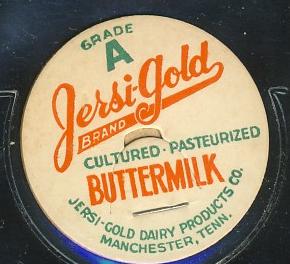 GRADE
A
Jersi-Gold
BRAND
CULTURED · PASTEURIZED
BUTTERMILK
JERSI-GOLD DAIRY PRODUCTS CO.
MANCHESTER, TENN.